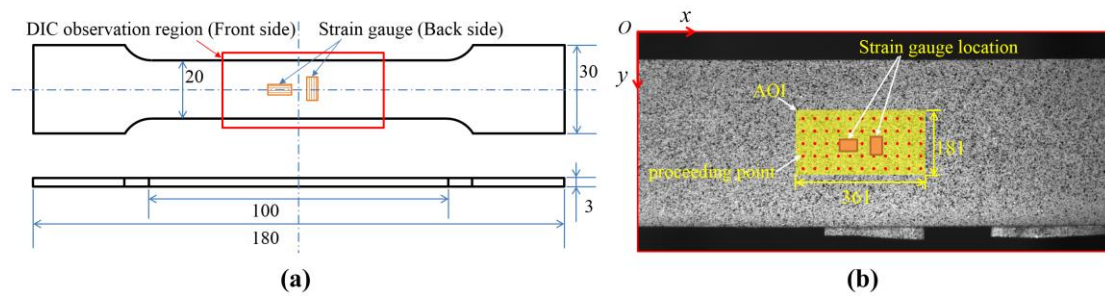 DIC observation region (Front side)
Strain gauge (Back side)
20
30
100
180
3
(a)
O
x
y
Strain gauge location
AOI
proceeding point
181
361
(b)